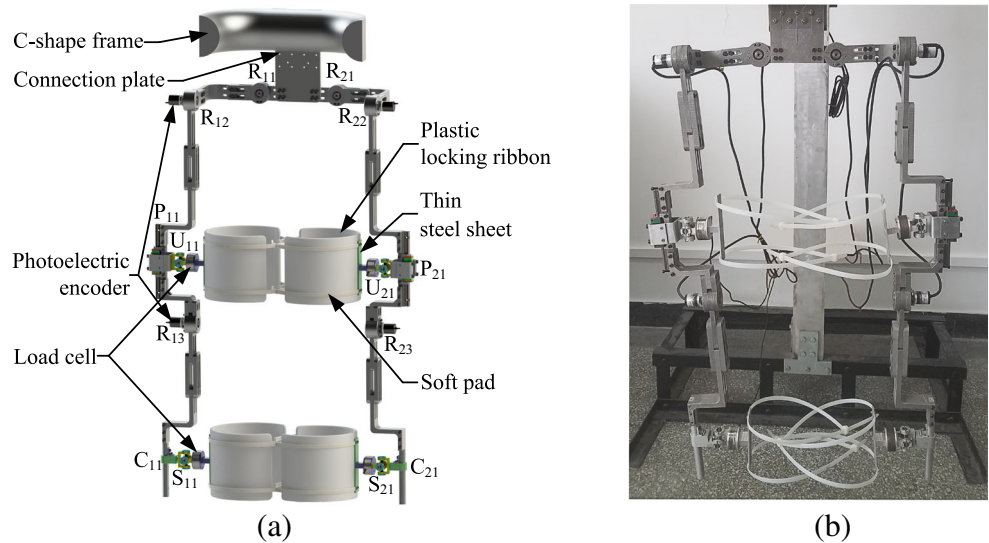 C-shape frame
Connection plate
R11
R21
R12
R22
Plastic
locking ribbon
Thin
steel sheet
P11
U11
Photoelectric
encoder
P21
U21
R13
R23
Load cell
Soft pad
C11
S11
S21
C21
(a)
(b)